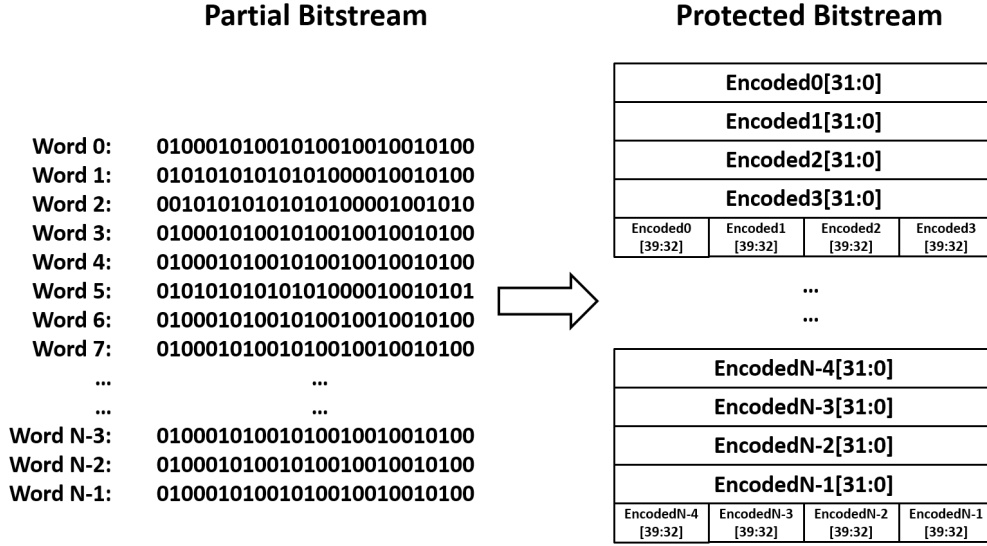 Partial Bitstream
Word 0: 01000101001010010010010100
Word 1: 01010101010101000010010100
Word 2: 00101010101010100001001010
Word 3: 01000101001010010010010100
Word 4: 01000101001010010010010100
Word 5: 01010101010101000010010101
Word 6: 01000101001010010010010100
Word 7: 01000101001010010010010100
... ...
... ...
Word N-3: 01000101001010010010010100
Word N-2: 01000101001010010010010100
Word N-1: 01000101001010010010010100
Protected Bitstream
Encoded0[31:0]
Encoded1[31:0]
Encoded2[31:0]
Encoded3[31:0]
Encoded0 Encoded1 Encoded2 Encoded3
[39:32] [39:32] [39:32] [39:32]
...
...
EncodedN-4[31:0]
EncodedN-3[31:0]
EncodedN-2[31:0]
EncodedN-1[31:0]
EncodedN-4 EncodedN-3 EncodedN-2 EncodedN-1
[39:32] [39:32] [39:32] [39:32]